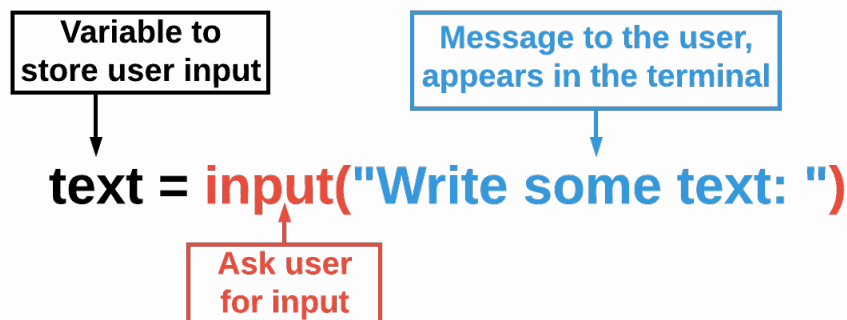 Variable to
store user input
Message to the user,
appears in the terminal
text = input("Write some text: ")
Ask user
for input